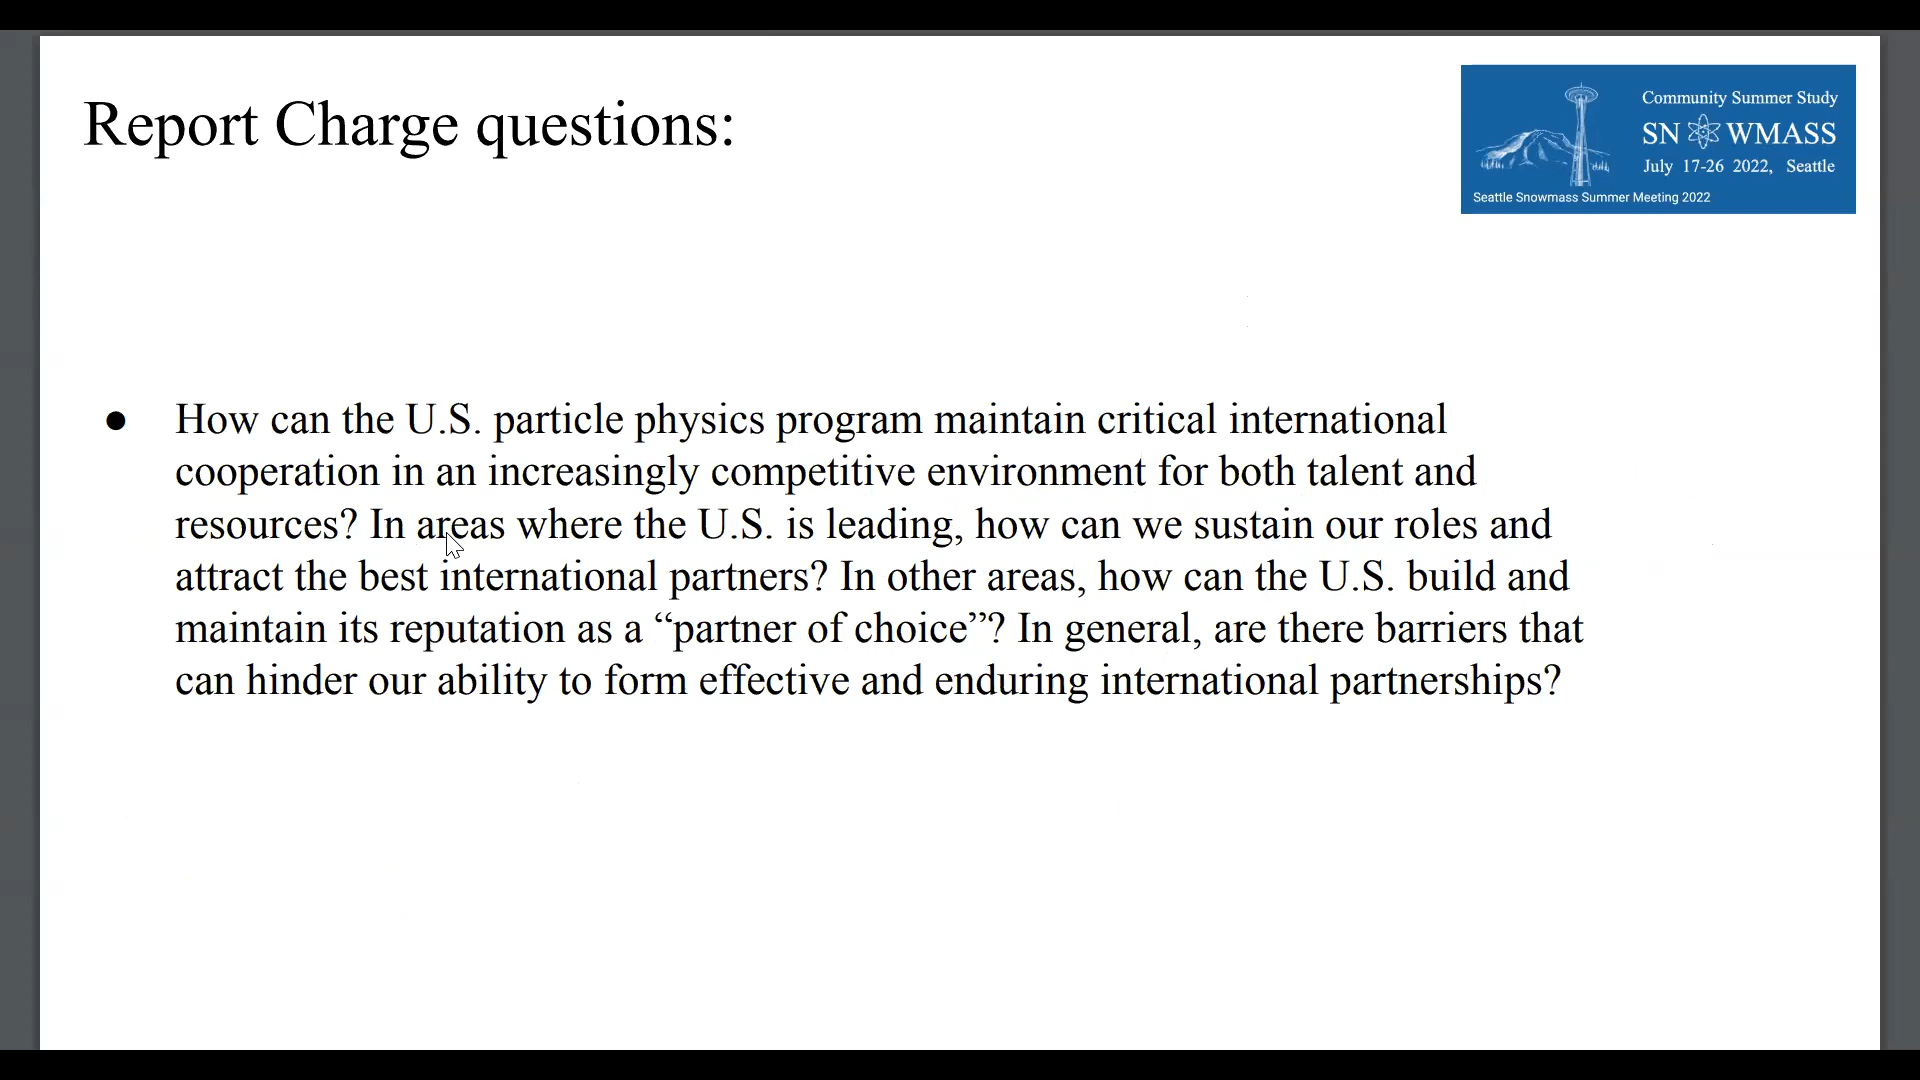 Report Charge questions:
Community Summer Study
SN WMASS
July 17-26 2022, Seattle
Seattle Snowmass Summer Meeting 2022
● How can the U.S. particle physics program maintain critical international
cooperation in an increasingly competitive environment for both talent and
resources? In areas where the U.S. is leading, how can we sustain our roles and
attract the best international partners? In other areas, how can the U.S. build and
maintain its reputation as a “partner of choice”? In general, are there barriers that
can hinder our ability to form effective and enduring international partnerships?